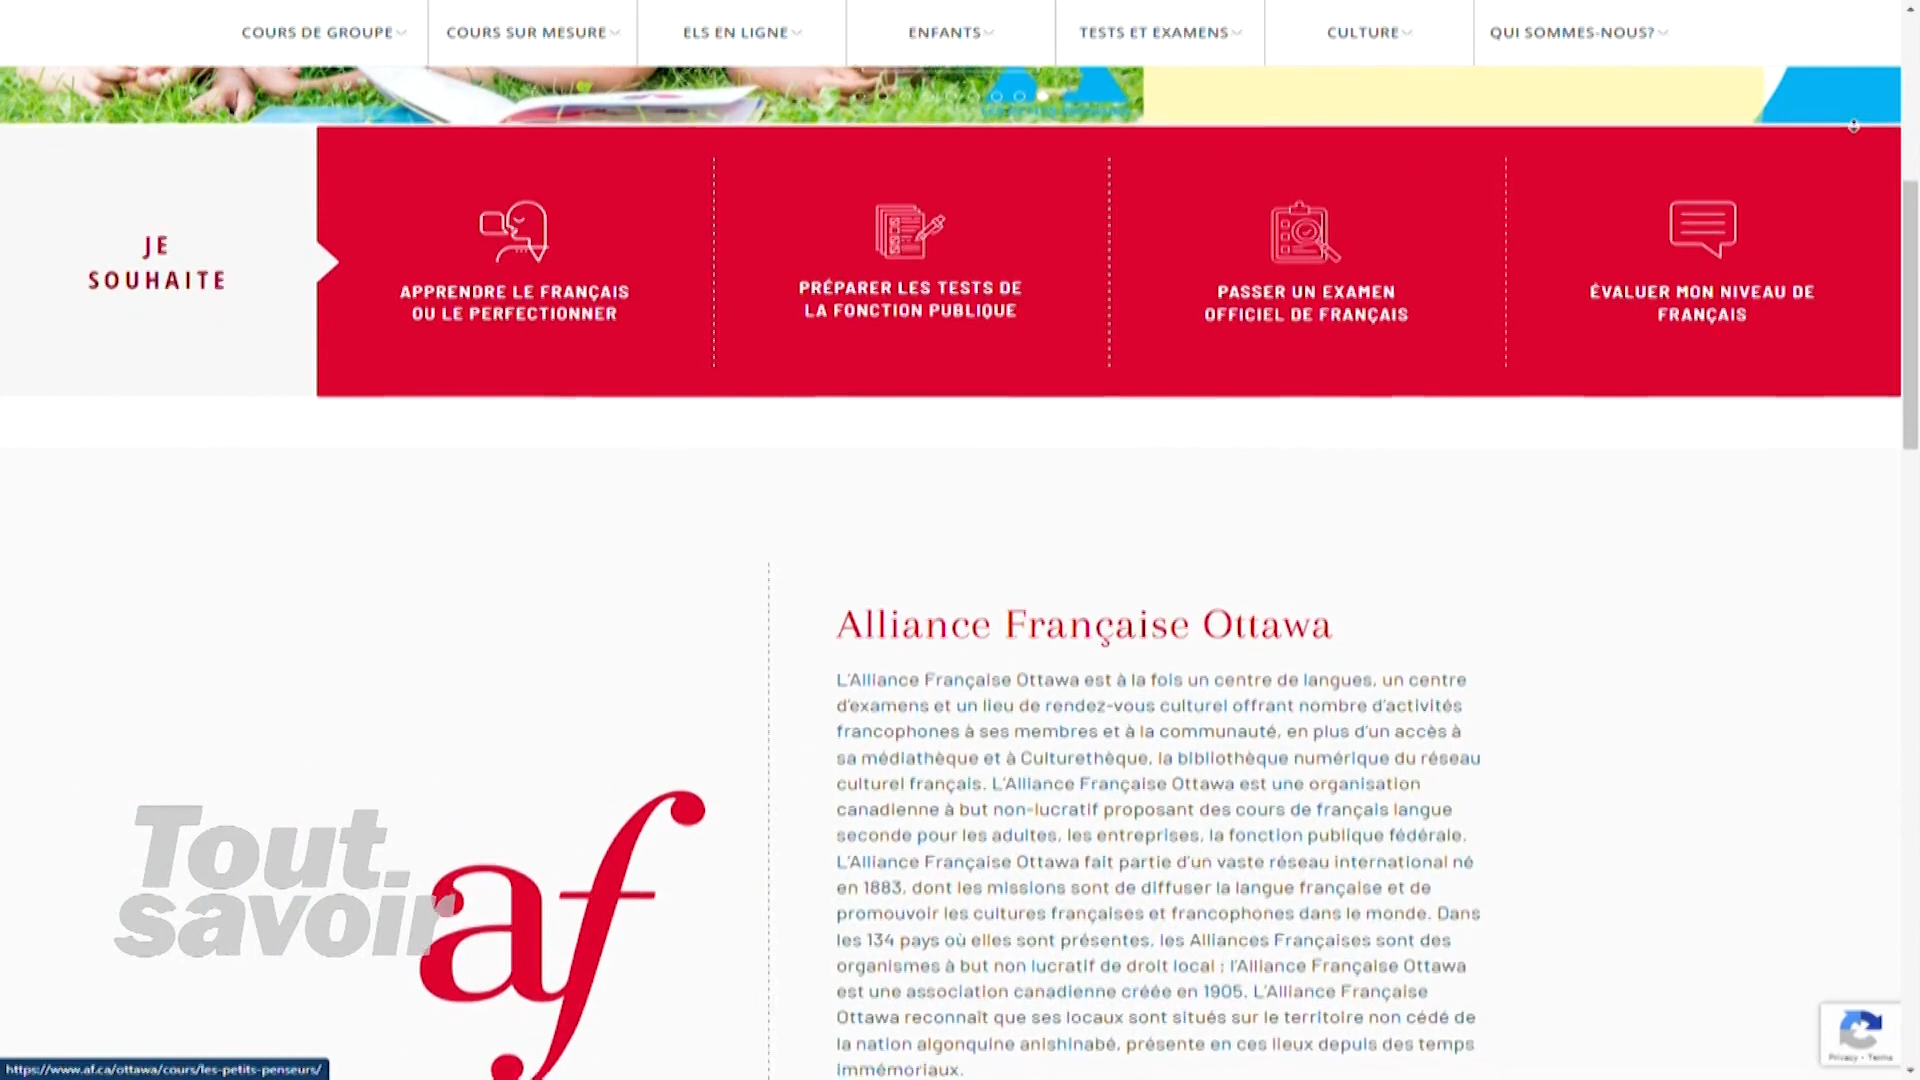 COURS DE GROUPE
COURS SUR MESURE
ELS EN LIGNE
ENFANTS
TESTS ET EXAMENS
CULTURE
QUI SOMMES-NOUS?
JE
SOUHAITE
APPRENDRE LE FRANÇAIS
OU LE PERFECTIONNER
PRÉPARER LES TESTS DE
LA FONCTION PUBLIQUE
PASSER UN EXAMEN
OFFICIEL DE FRANÇAIS
ÉVALUER MON NIVEAU DE
FRANÇAIS
Alliance Française Ottawa
L'Alliance Française Ottawa est à la fois un centre de langues, un centre
d'examens et un lieu de rendez-vous culturel offrant nombre d'activités
francophones à ses membres et à la communauté, en plus d'un accès à
sa médiathèque et à Culturethèque, la bibliothèque numérique du réseau
culturel français. L'Alliance Française Ottawa est une organisation
canadienne à but non-lucratif proposant des cours de français langue
seconde pour les adultes, les entreprises, la fonction publique fédérale.
L'Alliance Française Ottawa fait partie d'un vaste réseau international né
en 1883, dont les missions sont de diffuser la langue française et de
promouvoir les cultures françaises et francophones dans le monde. Dans
les 134 pays où elles sont présentes, les Alliances Françaises sont des
organismes à but non lucratif de droit local ; l'Alliance Française Ottawa
est une association canadienne créée en 1905. L'Alliance Française
Ottawa reconnaît que ses locaux sont situés sur le territoire non cédé de
la nation algonquine anishinabé, présente en ces lieux depuis des temps
immémoriaux.
Tout
savoir
af
Privacy - Terms
https://www.af.ca/ottawa/cours/les-petits-penseurs/